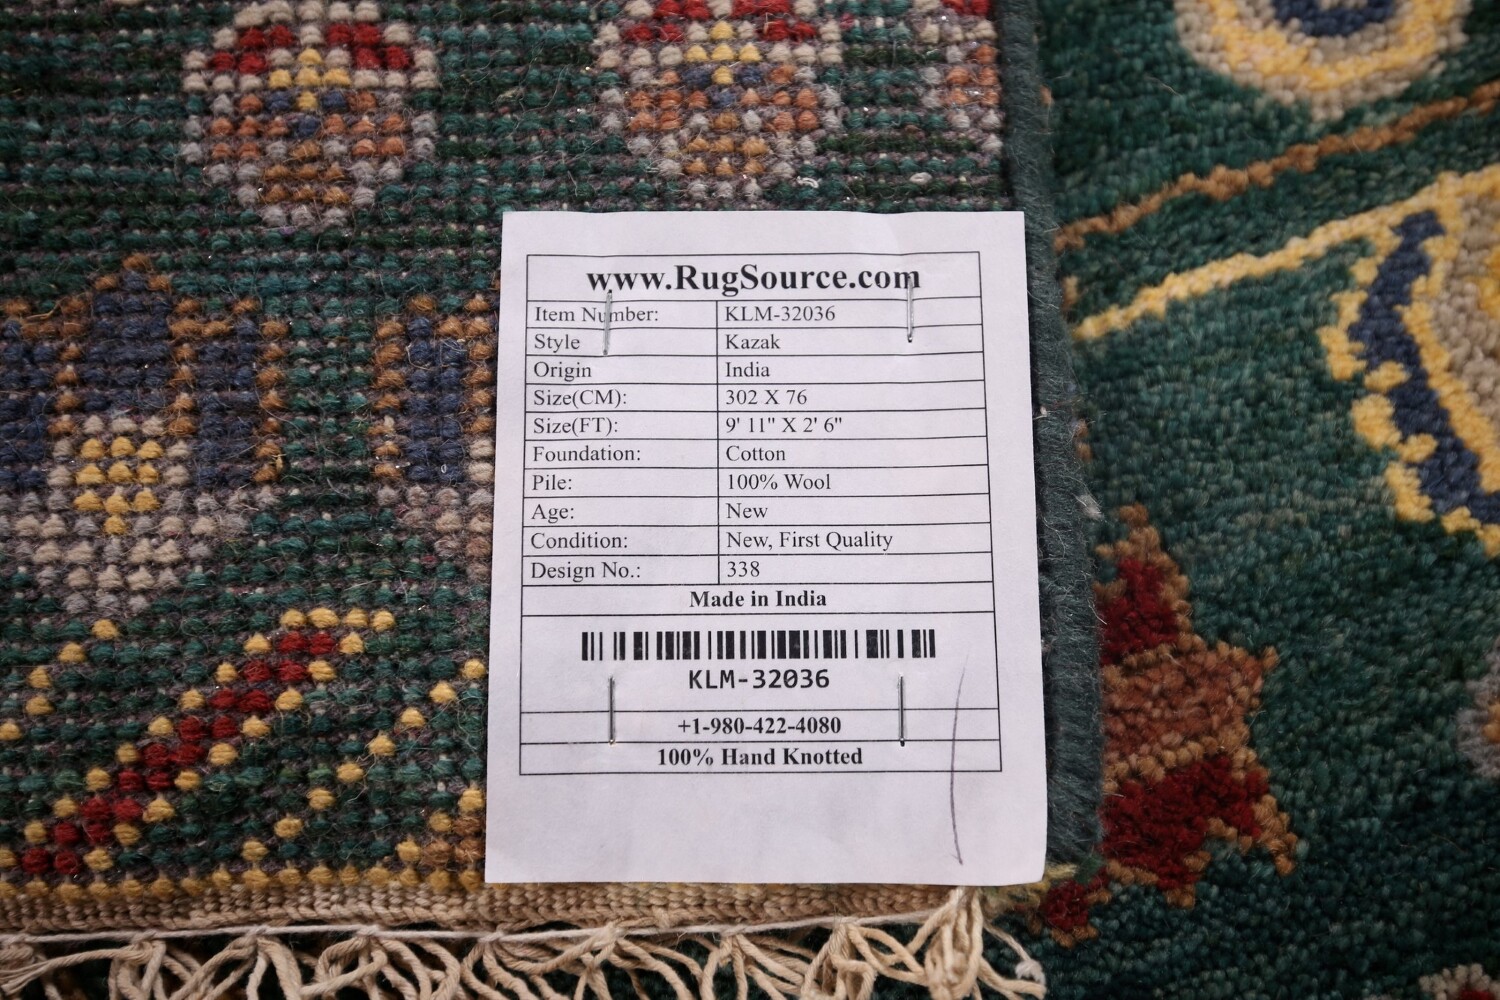 www.RugSource.com
Item Number: KLM-32036
Style Kazak
Origin India
Size(CM): 302 X 76
Size(FT): 9' 11" X 2' 6"
Foundation: Cotton
Pile: 100% Wool
Age: New
Condition: New, First Quality
Design No.: 338
Made in India
KLM-32036
+1-980-422-4080
100% Hand Knotted